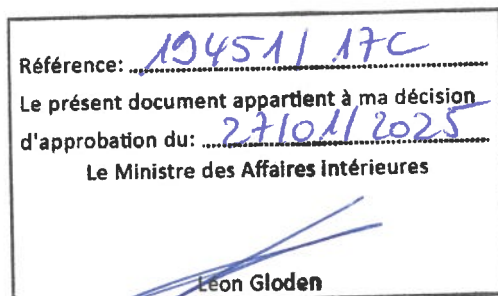 Référence: 19451/17C
Le présent document appartient à ma décision
d'approbation du: 27/01/2025
Le Ministre des Affaires intérieures
Léon Gloden